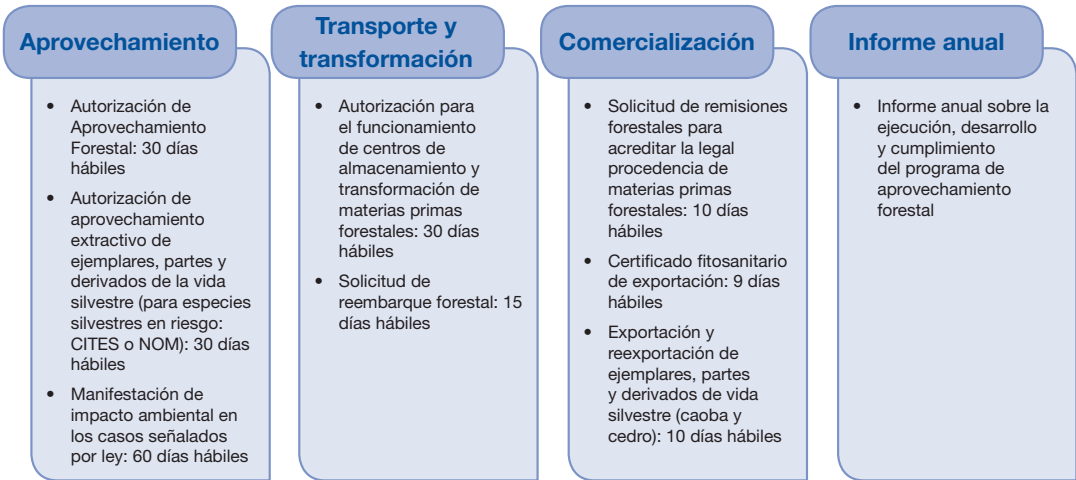 Aprovechamiento
• Autorización de
Aprovechamiento
Forestal: 30 días
hábiles
• Autorización de
aprovechamiento
extractivo de
ejemplares, partes y
derivados de la vida
silvestre (para especies
silvestres en riesgo:
CITES o NOM): 30 días
hábiles
• Manifestación de
impacto ambiental en
los casos señalados
por ley: 60 días hábiles
Transporte y
transformación
• Autorización para
el funcionamiento
de centros de
almacenamiento y
transformación de
materias primas
forestales: 30 días
hábiles
• Solicitud de
reembarque forestal: 15
días hábiles
Comercialización
• Solicitud de remisiones
forestales para
acreditar la legal
procedencia de
materias primas
forestales: 10 días
hábiles
• Certificado fitosanitario
de exportación: 9 días
hábiles
• Exportación y
reexportación de
ejemplares, partes
y derivados de vida
silvestre (caoba y
cedro): 10 días hábiles
Informe anual
• Informe anual sobre la
ejecución, desarrollo
y cumplimiento
del programa de
aprovechamiento
forestal